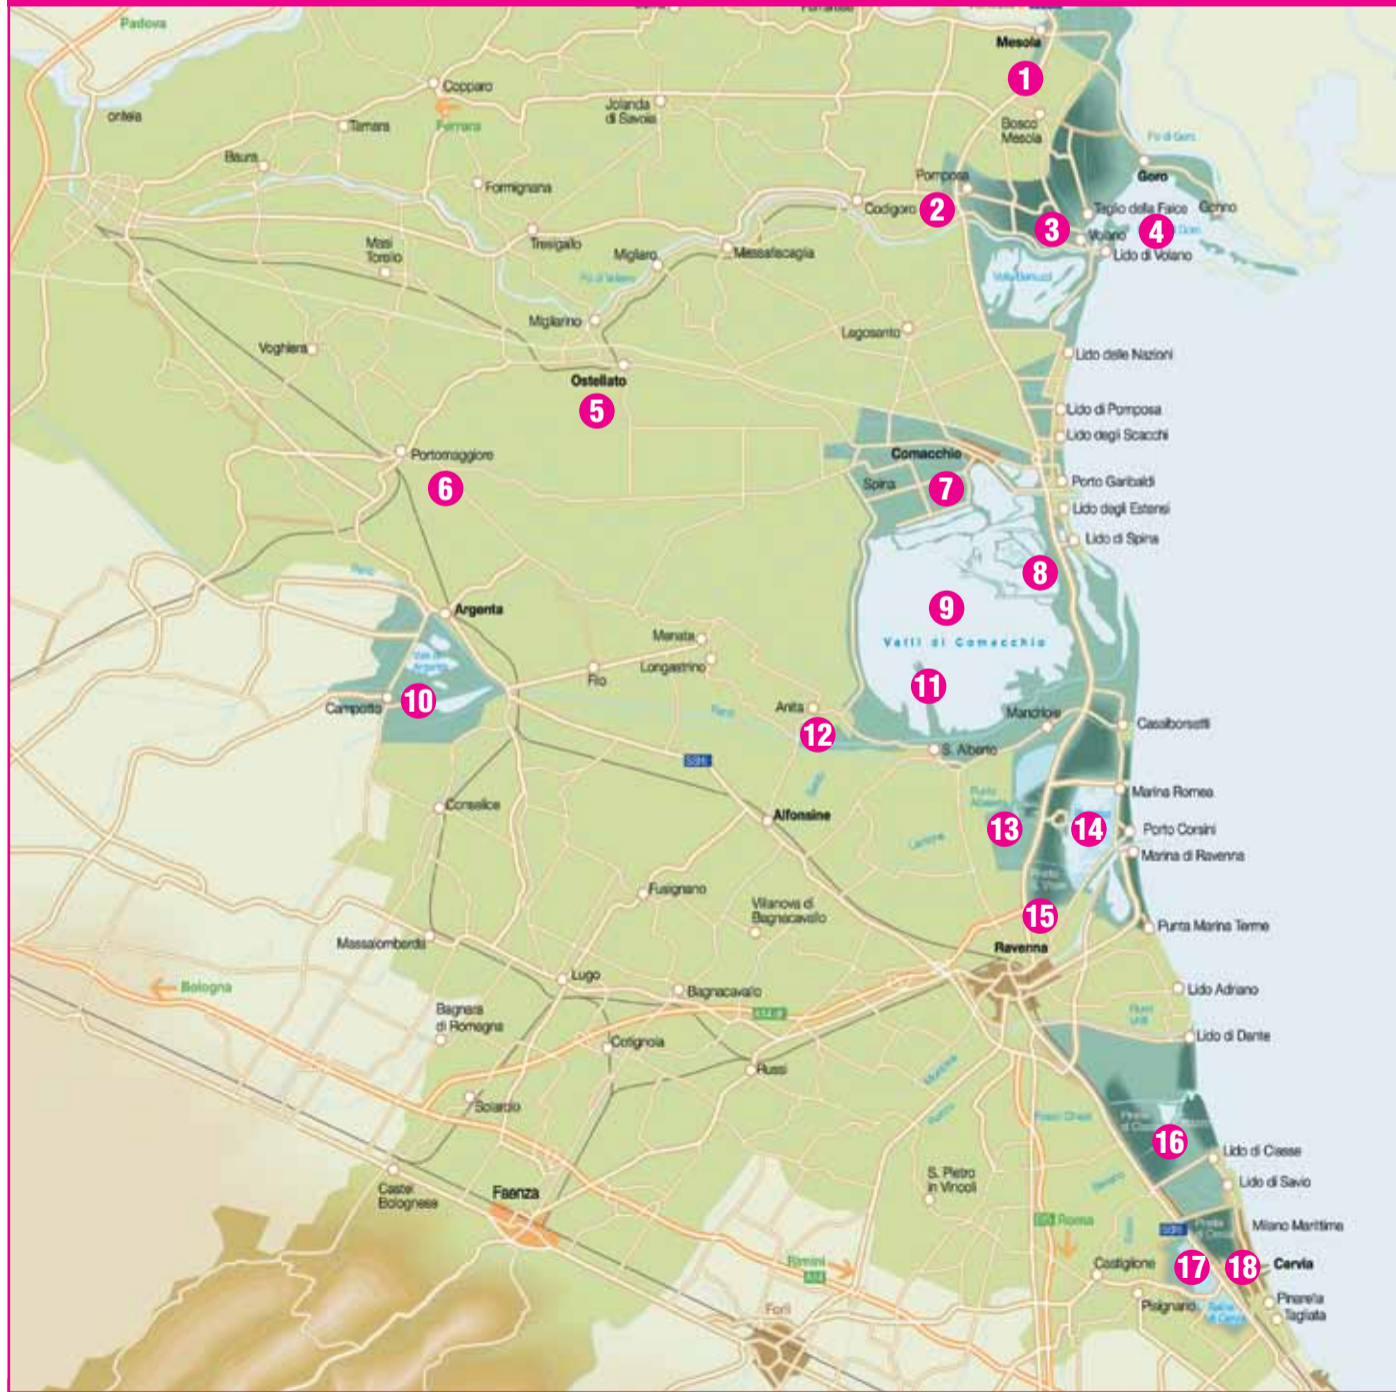 Padova
Mesola
1
Copparo
Jolanda
di Savoia
Ferrara
Tamara
Bosco
Mesola
Baura
Goro
Formignana
Pomposa
Codigoro
2
Taglio della Falce
Gorino
3
4
Volano
Lido di Volano
Tresigallo
Masi
Torello
Migliaro
Massafiscaglia
Migliarino
Lagosanto
Voghiera
Lido delle Nazioni
Ostellato
5
Lido di Pomposa
Lido degli Scacchi
Portomaggiore
Comacchio
6
Spina
7
Porto Garibaldi
Lido degli Estensi
Lido di Spina
8
9
Argenta
Valli di Comacchio
Menata
Longastrino
Filo
11
10
Campotto
Anita
12
Mandriole
Casalborsetti
S. Alberto
Marina Romea
Conselice
Alfonsine
13
14
Porto Corsini
Lamone
Marina di Ravenna
Fusignano
Villanova di
Bagnacavallo
15
Punta Marina Terme
Massalombarda
Ravenna
Lugo
Bologna
Bagnacavallo
Lido Adriano
Bagnara
di Romagna
Lido di Dante
Cotignola
Russi
Solarolo
16
Lido di Classe
S. Pietro
in Vincoli
Lido di Savio
Castel
Bolognese
Faenza
Roma
Milano Marittima
Rimini
A14
Castiglione
17
18
Cervia
Pisignano
Pinarella
Tagliata
Forlì